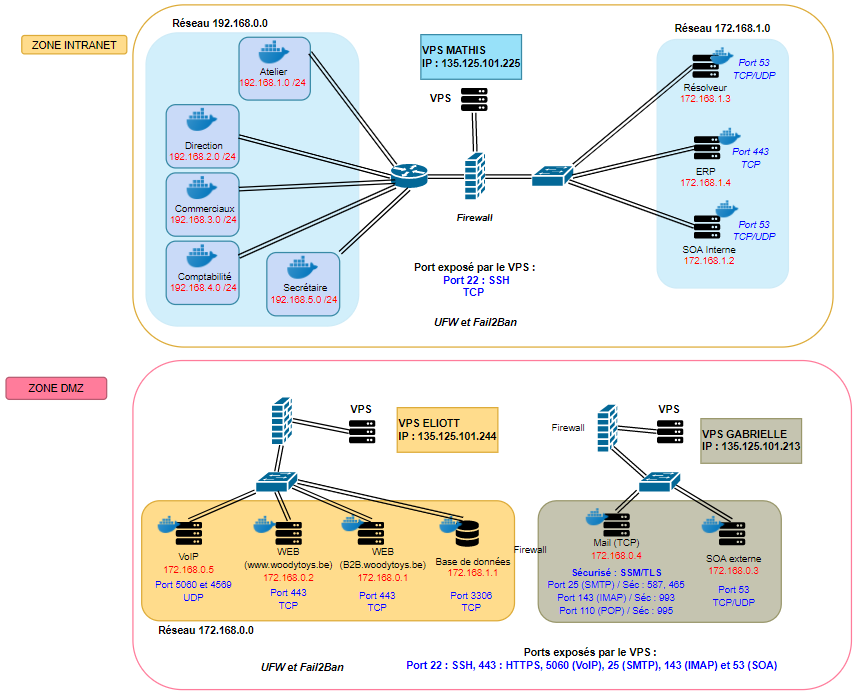 ZONE INTRANET
Réseau 192.168.0.0
Atelier
192.168.1.0 /24
Direction
192.168.2.0 /24
Commerciaux
192.168.3.0 /24
Comptabilité
192.168.4.0 /24
Secrétaire
192.168.5.0 /24
VPS MATHIS
IP : 135.125.101.225
VPS
Firewall
Port exposé par le VPS :
Port 22 : SSH
TCP
UFW et Fail2Ban
Réseau 172.168.1.0
Port 53
TCP/UDP
Résolveur
172.168.1.3
Port 443
TCP
ERP
172.168.1.4
Port 53
TCP/UDP
SOA Interne
172.168.1.2
ZONE DMZ
VPS
VPS ELIOTT
IP : 135.125.101.244
VoIP
172.168.0.5
Port 5060 et 4569
UDP
WEB
(www.woodytoys.be)
172.168.0.2
Port 443
TCP
WEB
(B2B.woodytoys.be)
172.168.0.1
Port 443
TCP
Base de données
172.168.1.1
Port 3306
TCP
Réseau 172.168.0.0
UFW et Fail2Ban
Firewall
VPS
VPS GABRIELLE
IP : 135.125.101.213
Firewall
Mail (TCP)
172.168.0.4
Sécurisé : SSM/TLS
Port 25 (SMTP) / Séc : 587, 465
Port 143 (IMAP) / Séc : 993
Port 110 (POP) / Séc : 995
SOA externe
172.168.0.3
Port 53
TCP/UDP
Ports exposés par le VPS :
Port 22 : SSH, 443 : HTTPS, 5060 (VoIP), 25 (SMTP), 143 (IMAP) et 53 (SOA)